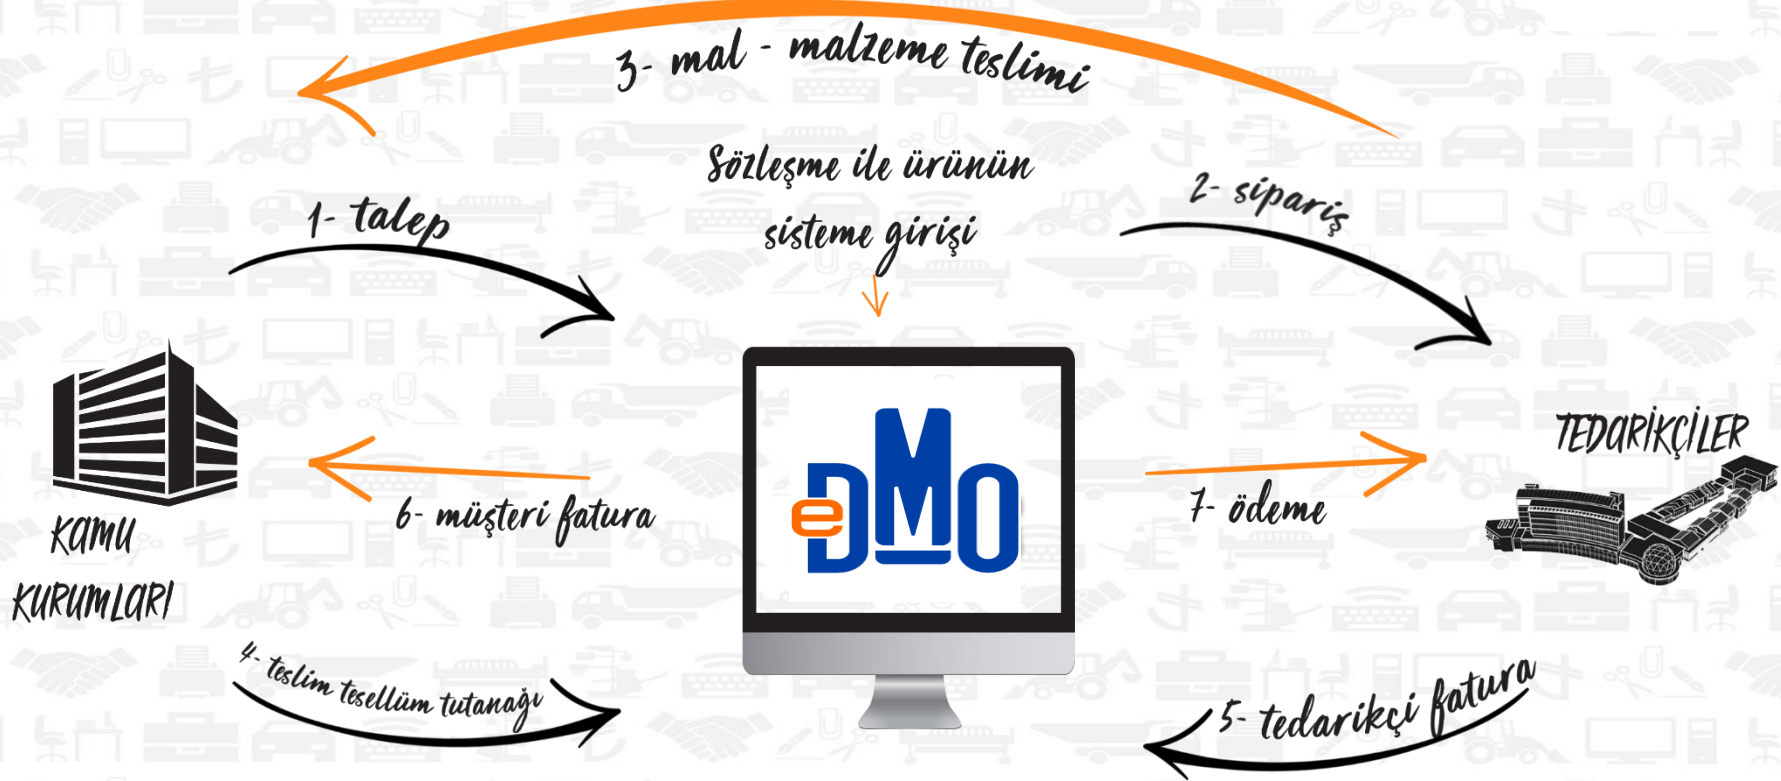 3- mal - malzeme teslimi
Sözleşme ile ürünün
sisteme girişi
1- talep
2- sipariş
eDMO
TEDARİKÇİLER
6- müşteri fatura
7- ödeme
KAMU
KURUMLARI
4- teslim tesellüm tutanağı
5- tedarikçi fatura